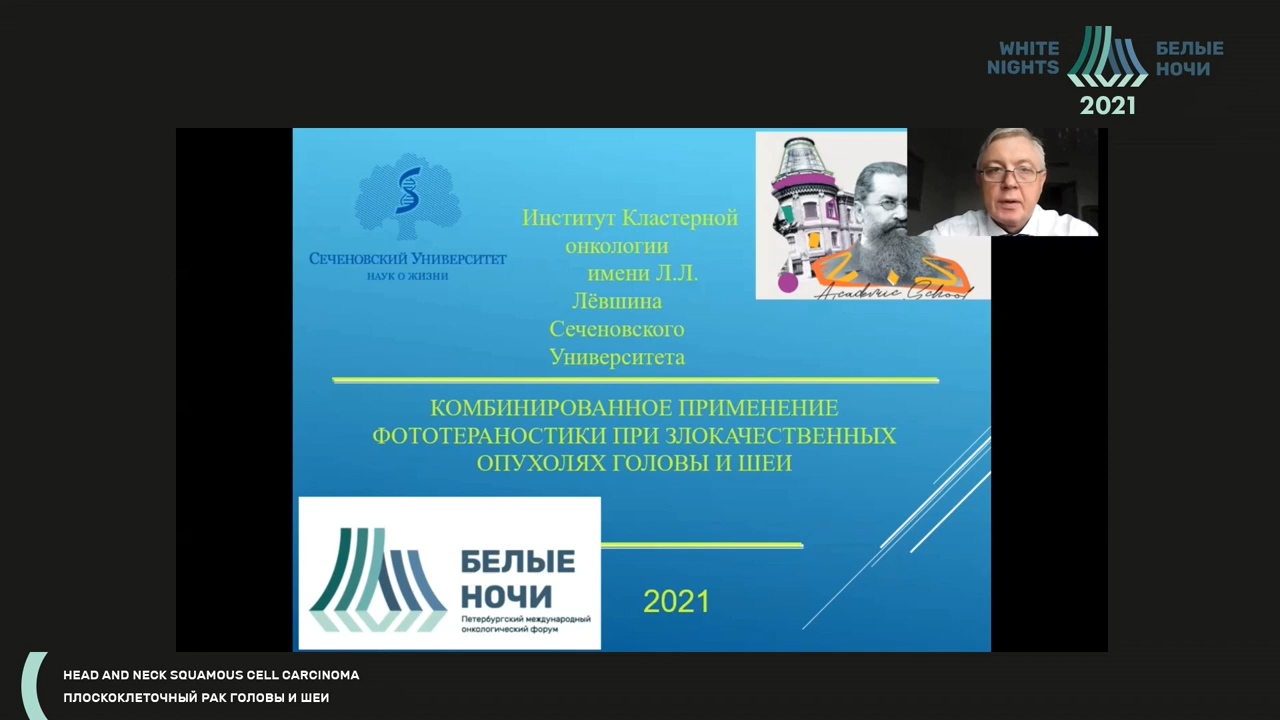 WHITE
NIGHTS
БЕЛЫЕ
НОЧИ
2021
СЕЧЕНОВСКИЙ УНИВЕРСИТЕТ
НАУК О ЖИЗНИ
Институт Кластерной
онкологии
имени Л.Л.
Лёвшина
Сеченовского
Университета
Academic School
КОМБИНИРОВАННОЕ ПРИМЕНЕНИЕ
ФОТОТЕРАНОСТИКИ ПРИ ЗЛОКАЧЕСТВЕННЫХ
ОПУХОЛЯХ ГОЛОВЫ И ШЕИ
БЕЛЫЕ
НОЧИ
Петербургский международный
онкологический форум
2021
HEAD AND NECK SQUAMOUS CELL CARCINOMA
ПЛОСКОКЛЕТОЧНЫЙ РАК ГОЛОВЫ И ШЕИ